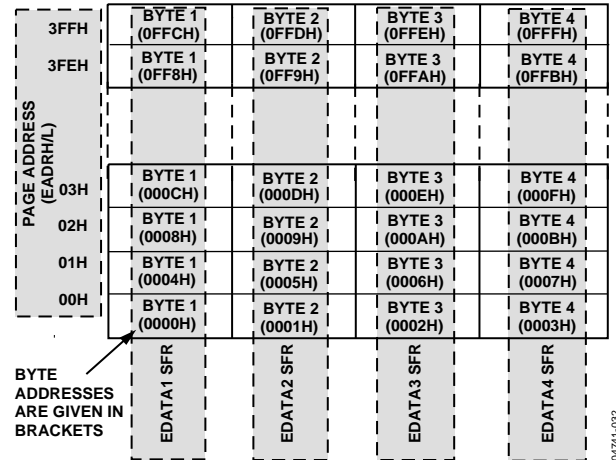 3FFH
BYTE 1
(0FFCH)
BYTE 2
(0FFDH)
BYTE 3
(0FFEH)
BYTE 4
(0FFFH)
3FEH
BYTE 1
(0FF8H)
BYTE 2
(0FF9H)
BYTE 3
(0FFAH)
BYTE 4
(0FFBH)
PAGE ADDRESS
(EADRH/L)
03H
BYTE 1
(000CH)
BYTE 2
(000DH)
BYTE 3
(000EH)
BYTE 4
(000FH)
02H
BYTE 1
(0008H)
BYTE 2
(0009H)
BYTE 3
(000AH)
BYTE 4
(000BH)
01H
BYTE 1
(0004H)
BYTE 2
(0005H)
BYTE 3
(0006H)
BYTE 4
(0007H)
00H
BYTE 1
(0000H)
BYTE 2
(0001H)
BYTE 3
(0002H)
BYTE 4
(0003H)
BYTE
ADDRESSES
ARE GIVEN IN
BRACKETS
EDATA1 SFR
EDATA2 SFR
EDATA3 SFR
EDATA4 SFR
04741-032